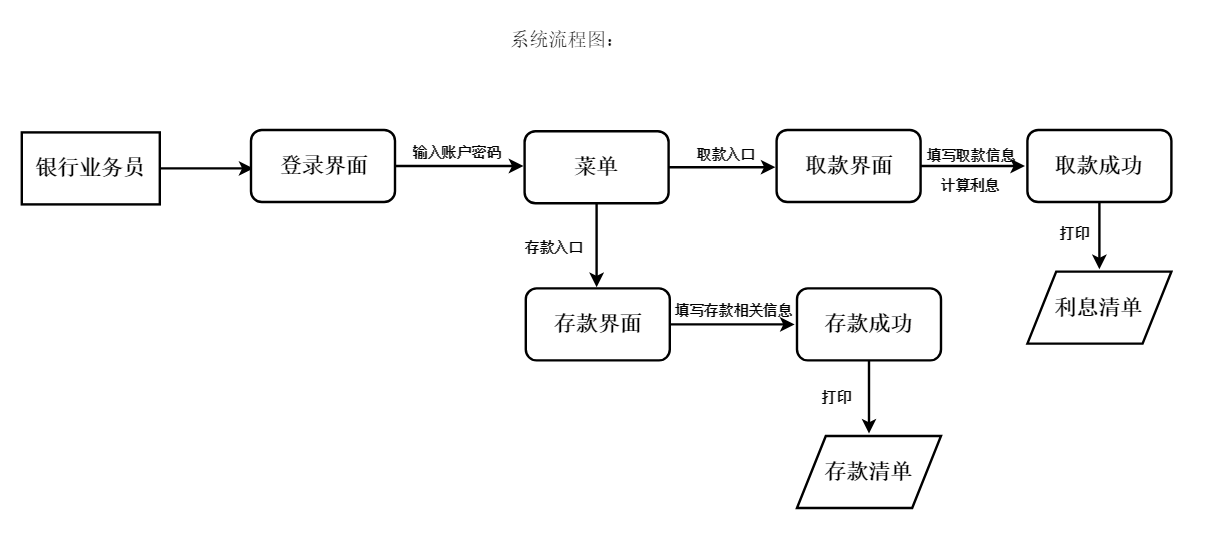 系统流程图：
银行业务员
登录界面
输入账户密码
菜单
取款入口
取款界面
填写取款信息
计算利息
取款成功
打印
利息清单
存款入口
存款界面
填写存款相关信息
存款成功
打印
存款清单